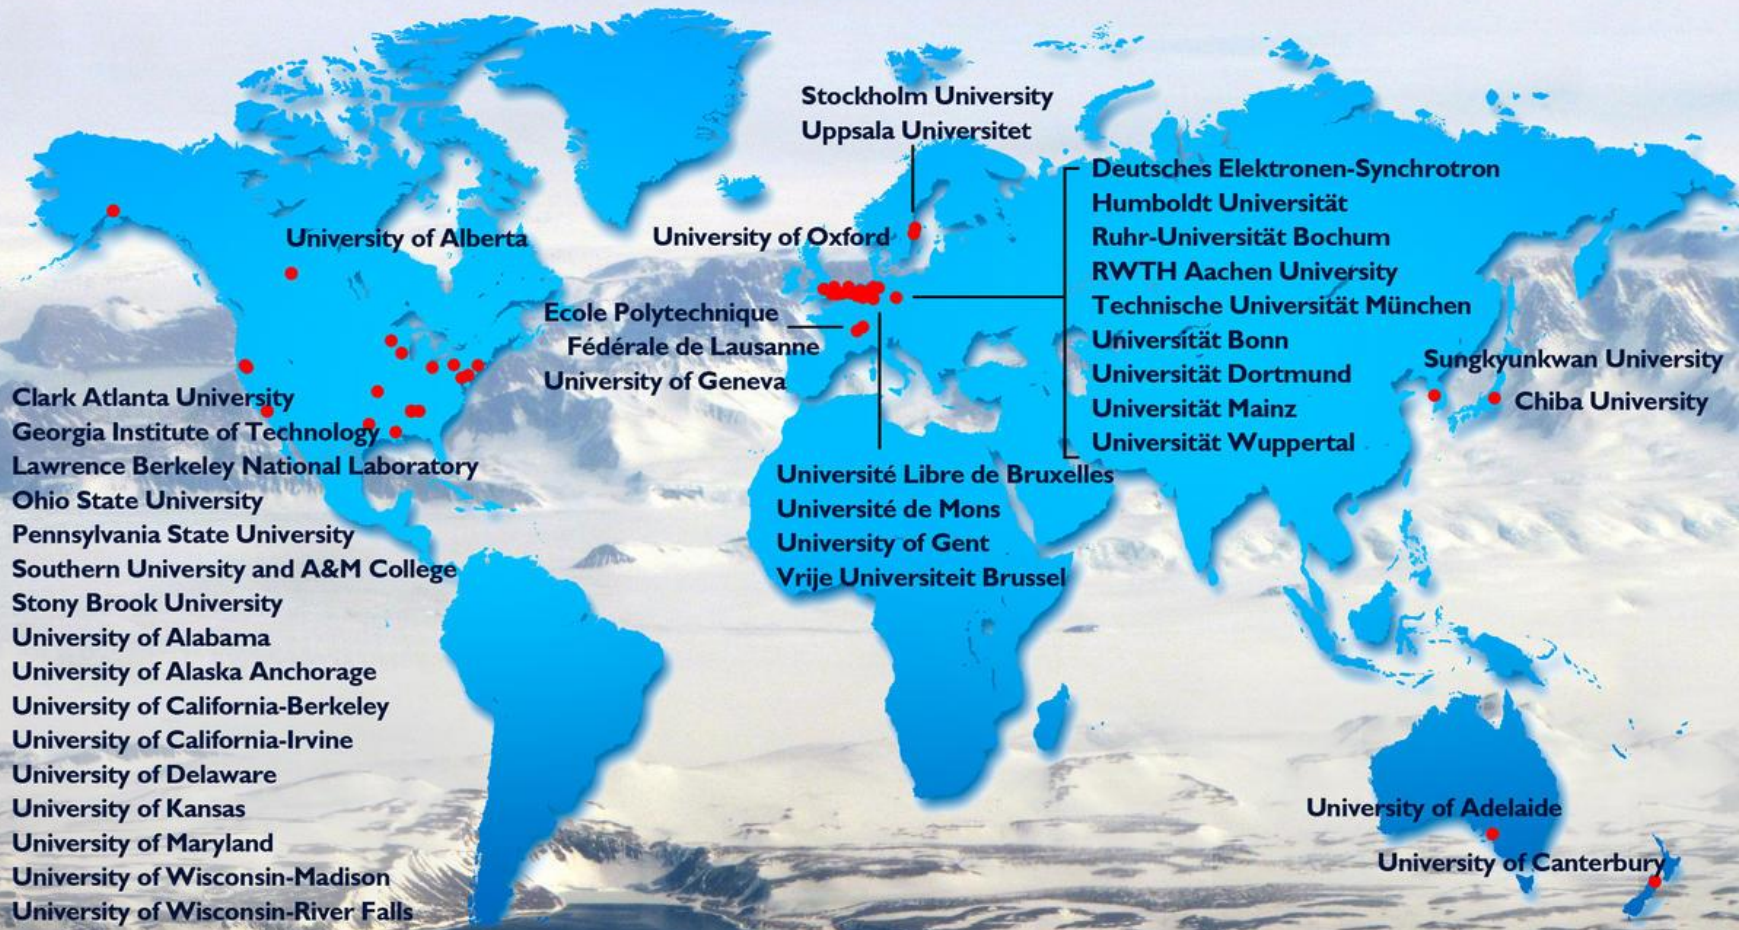 Stockholm University
Uppsala Universitet
Deutsches Elektronen-Synchrotron
Humboldt Universität
Ruhr-Universität Bochum
RWTH Aachen University
Technische Universität München
Universität Bonn
Universität Dortmund
Universität Mainz
Universität Wuppertal
University of Alberta
University of Oxford
Ecole Polytechnique
Fédérale de Lausanne
University of Geneva
Sungkyunkwan University
Chiba University
Clark Atlanta University
Georgia Institute of Technology
Lawrence Berkeley National Laboratory
Ohio State University
Pennsylvania State University
Southern University and A&M College
Stony Brook University
University of Alabama
University of Alaska Anchorage
University of California-Berkeley
University of California-Irvine
University of Delaware
University of Kansas
University of Maryland
University of Wisconsin-Madison
University of Wisconsin-River Falls
Université Libre de Bruxelles
Université de Mons
University of Gent
Vrije Universiteit Brussel
University of Adelaide
University of Canterbury